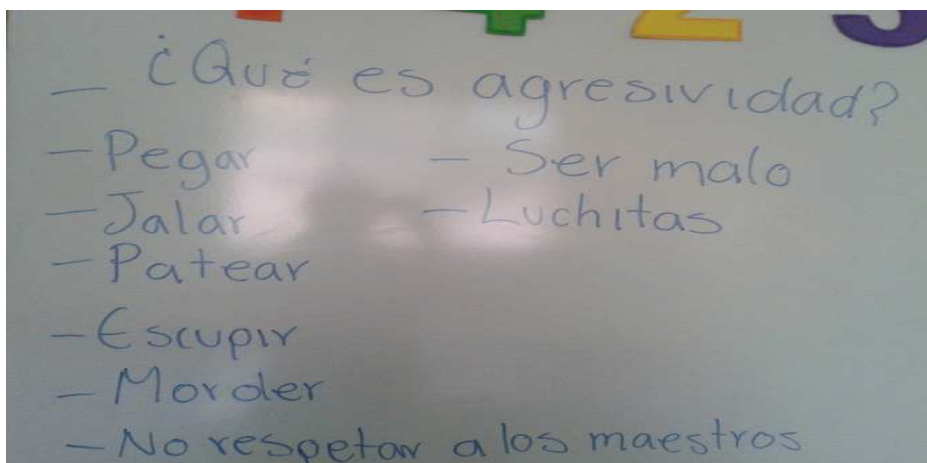 _ ¿Qué es agresividad?
- Pegar - Ser malo
- Jalar - Luchitas
- Patear
- Escupir
- Morder
- No respetar a los maestros